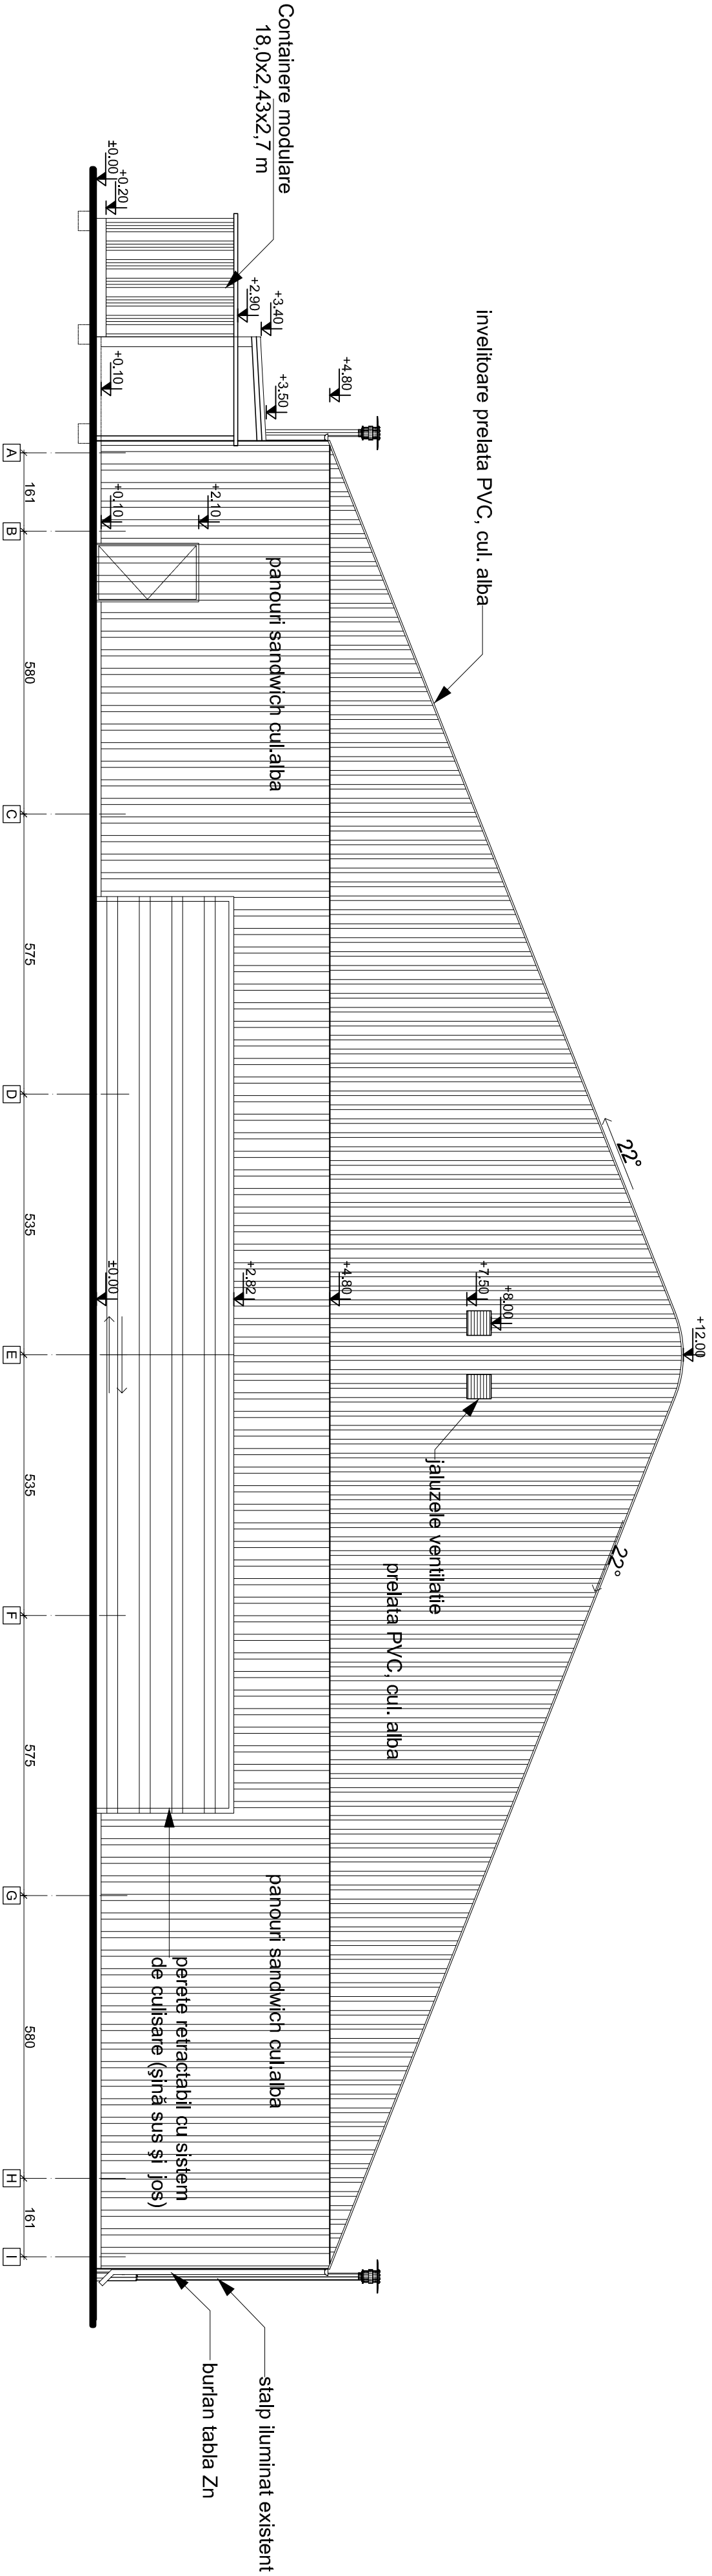 Containere modulare
18,0x2,43x2,7 m
invelitoare prelata PVC, cul. alba
22°
22°
+12.00
+8.00
+7.50
jaluzele ventilatie
prelata PVC, cul. alba
+4.80
+4.80
+3.50
+3.40
+2.90
+2.82
+2.10
+0.10
+0.10
+0.20
±0.00
±0.00
panouri sandwich cul.alba
panouri sandwich cul.alba
perete retractabil cu sistem
de culisare (șină sus și jos)
stalp iluminat existent
burlan tabla Zn
161
580
575
535
535
575
580
161
A
B
C
D
E
F
G
H
I